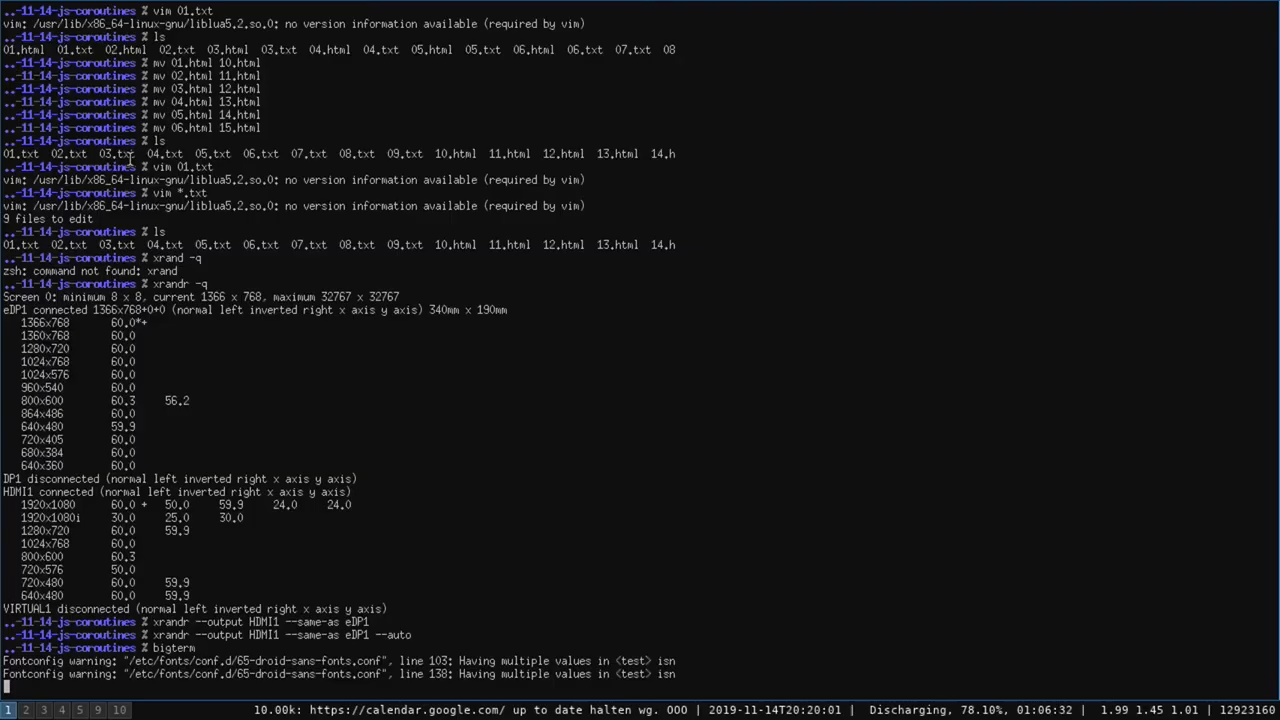 ..-11-14-js-coroutines % vim 01.txt
vim: /usr/lib/x86_64-linux-gnu/liblua5.2.so.0: no version information available (required by vim)
..-11-14-js-coroutines % ls
01.html  01.txt  02.html  02.txt  03.html  03.txt  04.html  04.txt  05.html  05.txt  06.html  06.txt  07.txt  08
..-11-14-js-coroutines % mv 01.html 10.html
..-11-14-js-coroutines % mv 02.html 11.html
..-11-14-js-coroutines % mv 03.html 12.html
..-11-14-js-coroutines % mv 04.html 13.html
..-11-14-js-coroutines % mv 05.html 14.html
..-11-14-js-coroutines % mv 06.html 15.html
..-11-14-js-coroutines % ls
01.txt  02.txt  03.txt  04.txt  05.txt  06.txt  07.txt  08.txt  09.txt  10.html  11.html  12.html  13.html  14.h
..-11-14-js-coroutines % vim 01.txt
vim: /usr/lib/x86_64-linux-gnu/liblua5.2.so.0: no version information available (required by vim)
..-11-14-js-coroutines % vim *.txt
vim: /usr/lib/x86_64-linux-gnu/liblua5.2.so.0: no version information available (required by vim)
9 files to edit
..-11-14-js-coroutines % ls
01.txt  02.txt  03.txt  04.txt  05.txt  06.txt  07.txt  08.txt  09.txt  10.html  11.html  12.html  13.html  14.h
..-11-14-js-coroutines % xrand -q
zsh: command not found: xrand
..-11-14-js-coroutines % xrandr -q
Screen 0: minimum 8 x 8, current 1366 x 768, maximum 32767 x 32767
eDP1 connected 1366x768+0+0 (normal left inverted right x axis y axis) 340mm x 190mm
   1366x768       60.0*+
   1360x768       60.0
   1280x720       60.0
   1024x768       60.0
   1024x576       60.0
   960x540        60.0
   800x600        60.3     56.2
   864x486        60.0
   640x480        59.9
   720x405        60.0
   680x384        60.0
   640x360        60.0
DP1 disconnected (normal left inverted right x axis y axis)
HDMI1 connected (normal left inverted right x axis y axis)
   1920x1080      60.0 +   50.0     59.9     24.0     24.0
   1920x1080i     30.0     25.0     30.0
   1280x720       60.0     59.9
   1024x768       60.0
   800x600        60.3
   720x576        50.0
   720x480        60.0     59.9
   640x480        59.9     59.9
VIRTUAL1 disconnected (normal left inverted right x axis y axis)
..-11-14-js-coroutines % xrandr --output HDMI1 --same-as eDP1
..-11-14-js-coroutines % xrandr --output HDMI1 --same-as eDP1 --auto
..-11-14-js-coroutines % bigterm
Fontconfig warning: "/etc/fonts/conf.d/65-droid-sans-fonts.conf", line 103: Having multiple values in <test> isn
Fontconfig warning: "/etc/fonts/conf.d/65-droid-sans-fonts.conf", line 138: Having multiple values in <test> isn
1 2 3 4 5 9 10 10.00k: https://calendar.google.com/ up to date halten wg. OOO | 2019-11-14T20:20:01 | Discharging, 78.10%, 01:06:32 | 1.99 1.45 1.01 | 12923160